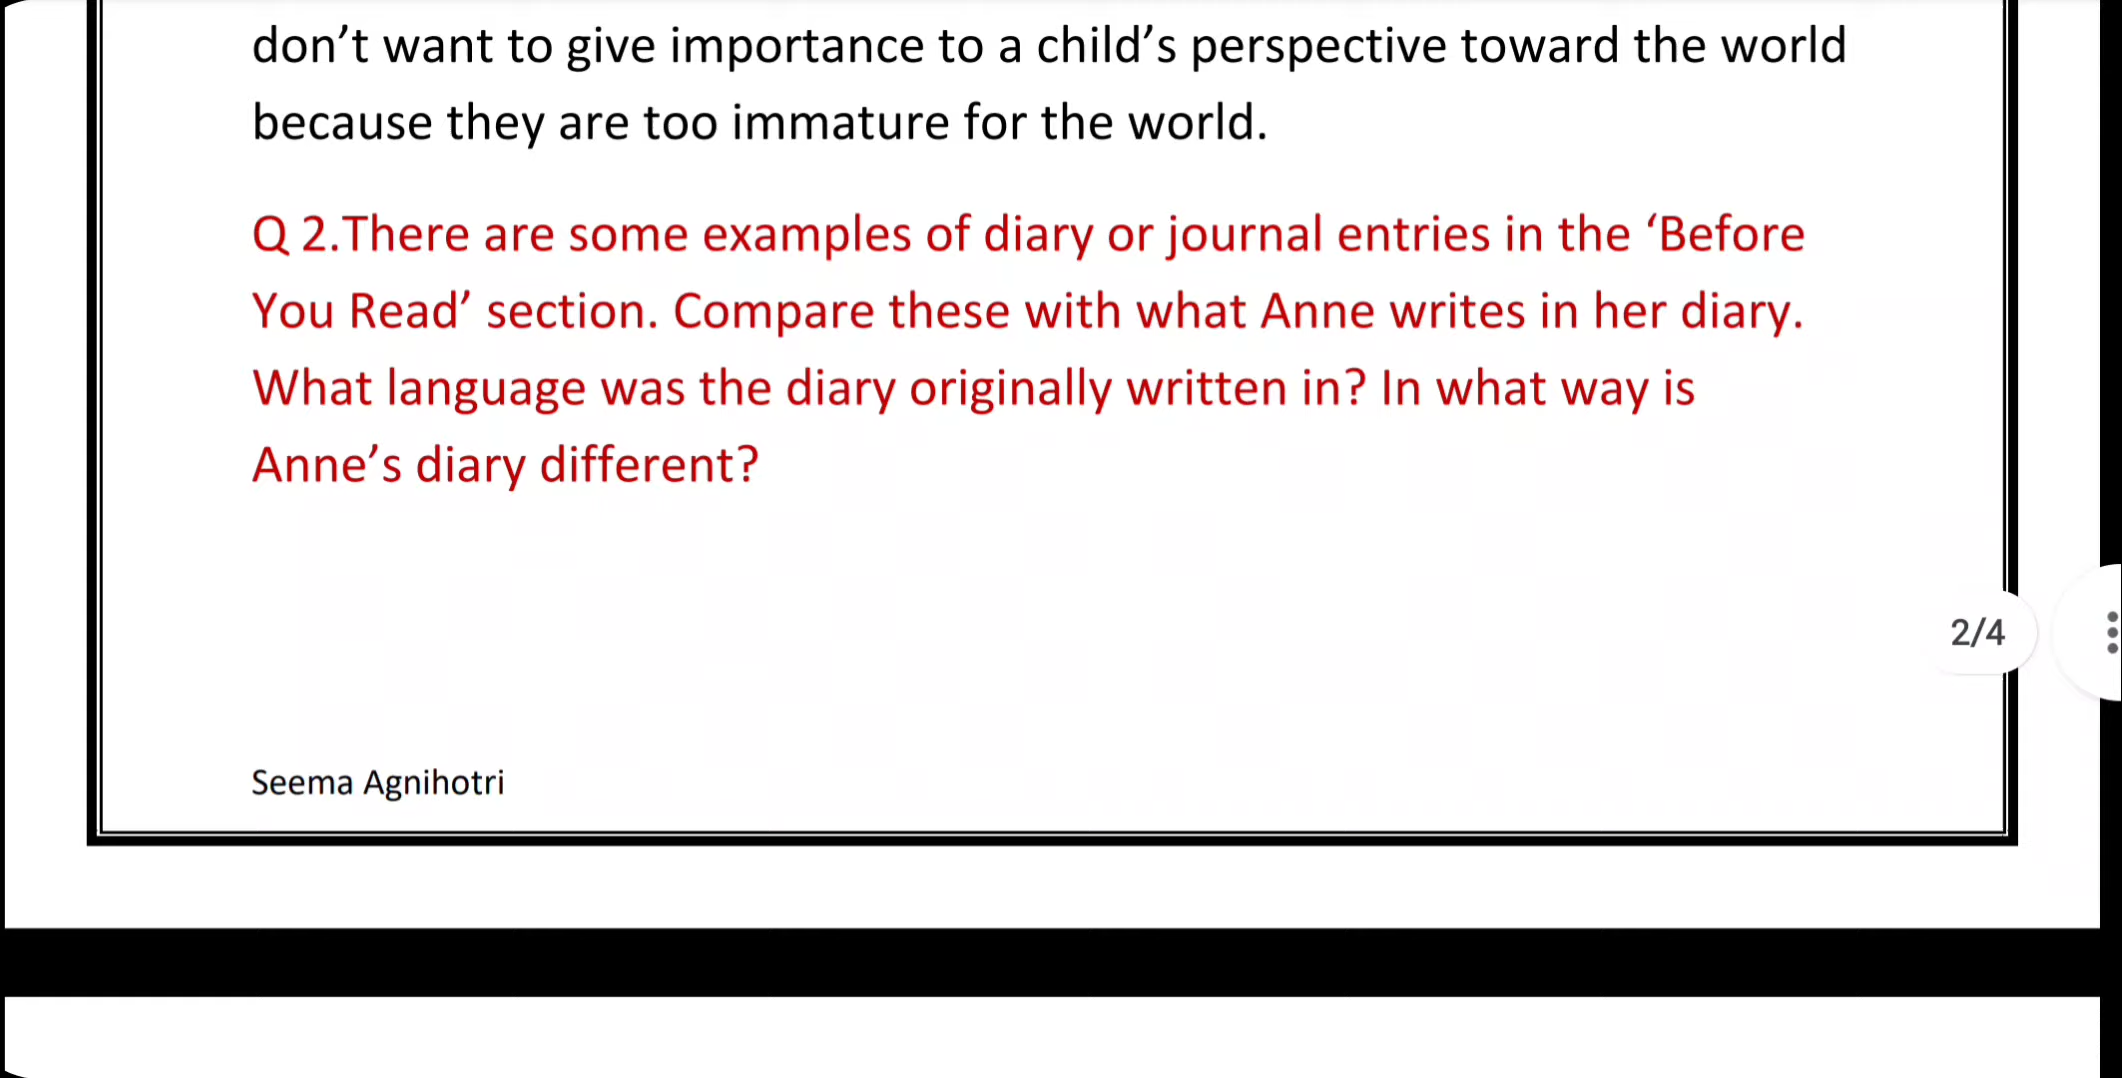 don’t want to give importance to a child’s perspective toward the world
because they are too immature for the world.
Q 2.There are some examples of diary or journal entries in the ‘Before
You Read’ section. Compare these with what Anne writes in her diary.
What language was the diary originally written in? In what way is
Anne’s diary different?
2/4
Seema Agnihotri